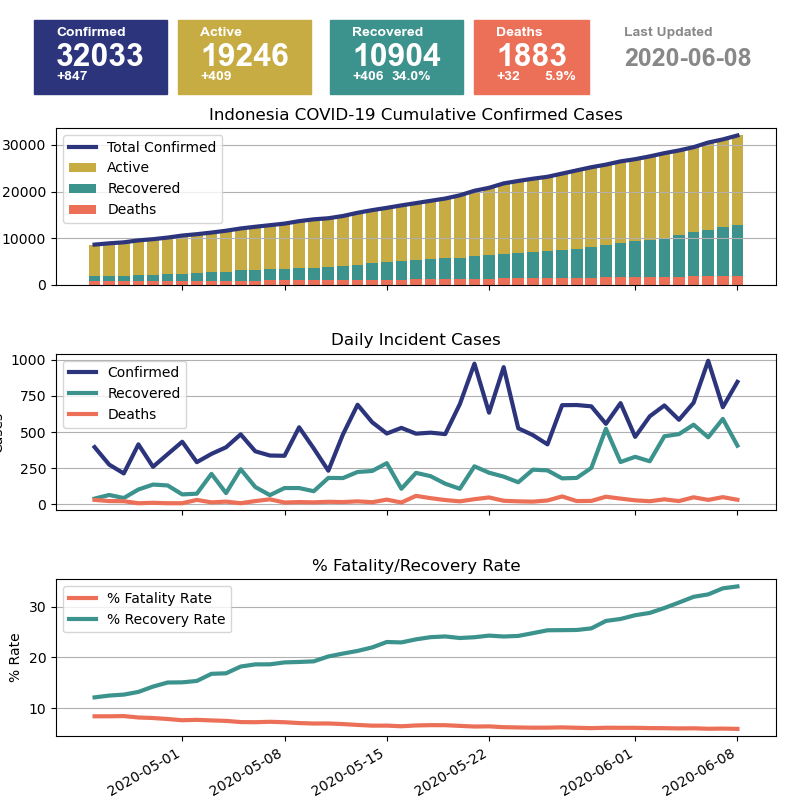 Confirmed
32033
+847
Active
19246
+409
Recovered
10904
+406 34.0%
Deaths
1883
+32 5.9%
Last Updated
2020-06-08
Indonesia COVID-19 Cumulative Confirmed Cases
Total Confirmed
Active
Recovered
Deaths
30000
20000
10000
0
Daily Incident Cases
Confirmed
Recovered
Deaths
1000
750
500
250
0
% Fatality/Recovery Rate
% Fatality Rate
% Recovery Rate
% Rate
30
20
10
2020-05-01
2020-05-08
2020-05-15
2020-05-22
2020-06-01
2020-06-08